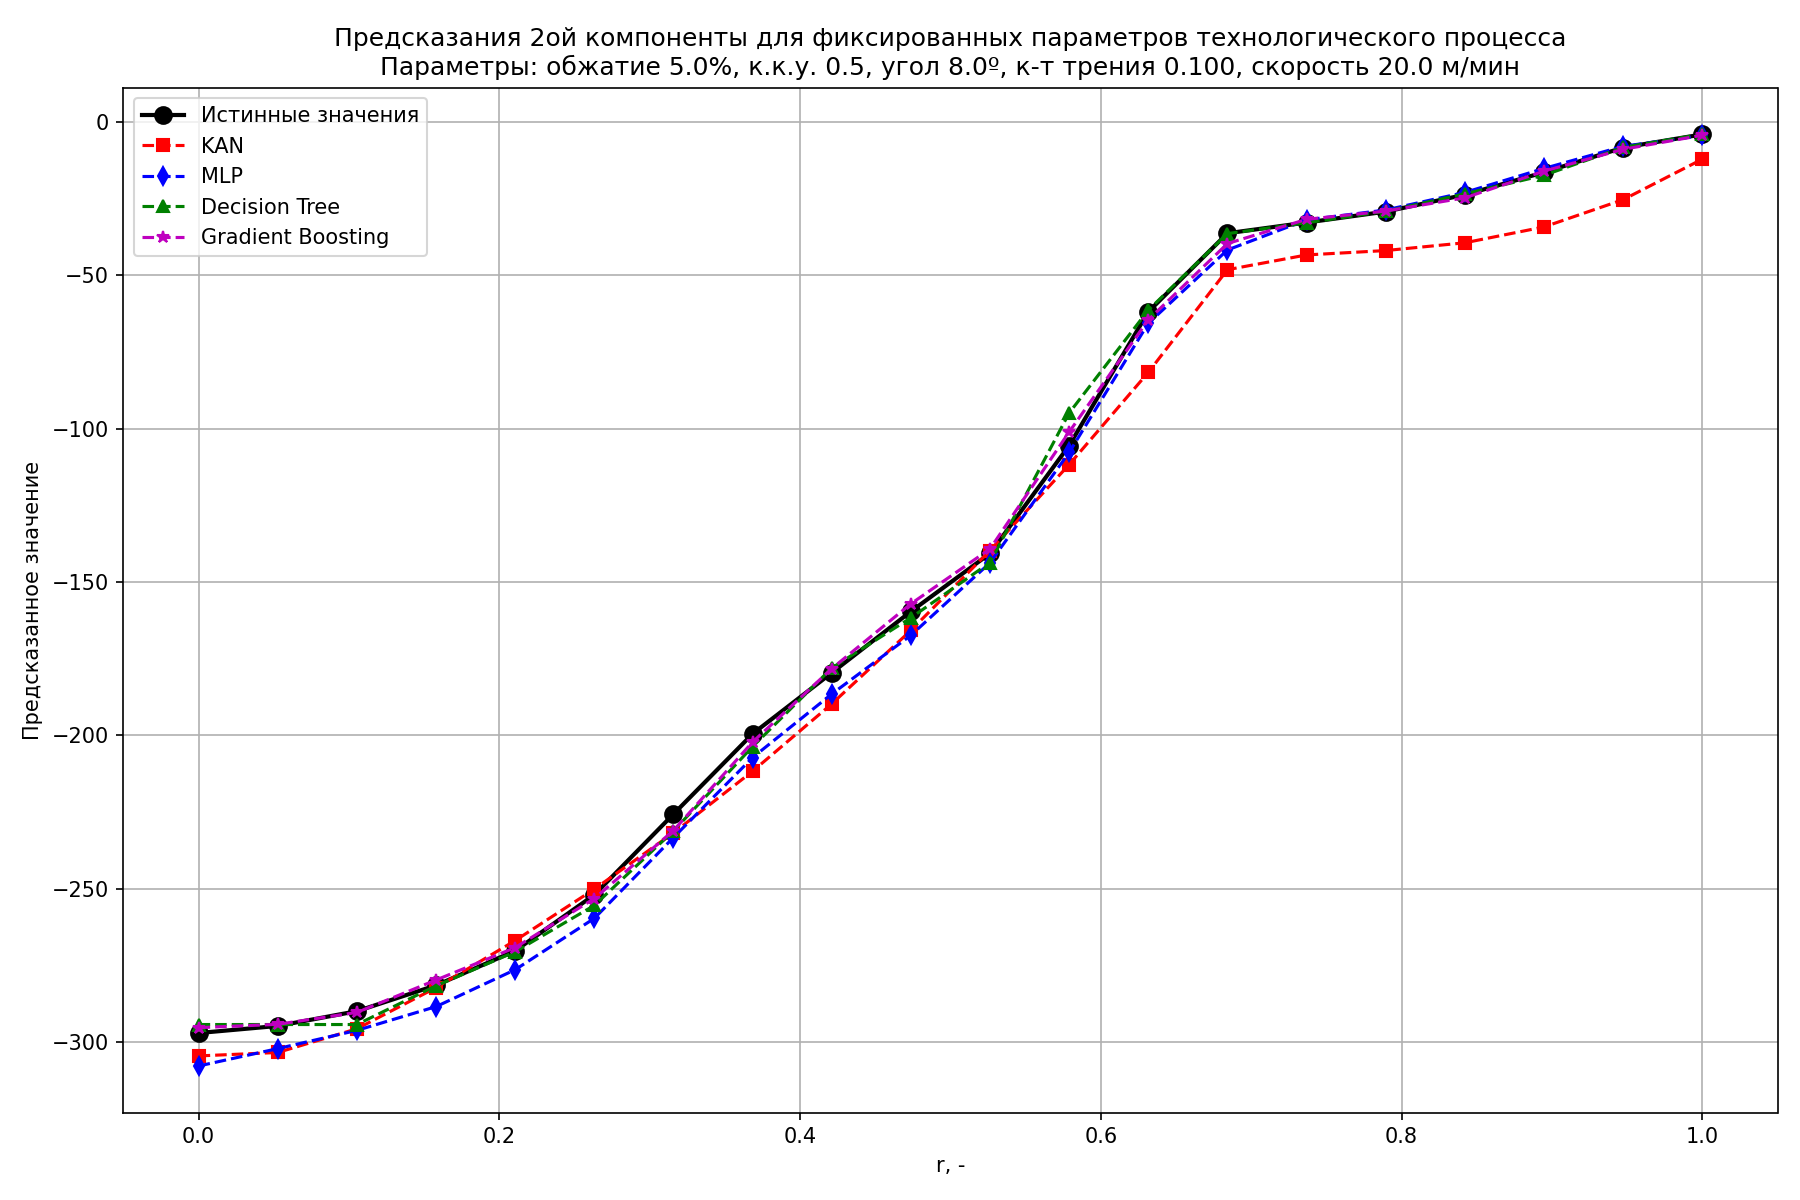 Предсказания 2ой компоненты для фиксированных параметров технологического процесса
Параметры: обжатие 5.0%, к.к.у. 0.5, угол 8.0º, к-т трения 0.100, скорость 20.0 м/мин
Истинные значения
KAN
MLP
Decision Tree
Gradient Boosting
Предсказанное значение
0
−50
−100
−150
−200
−250
−300
0.0
0.2
0.4
0.6
0.8
1.0
r, -